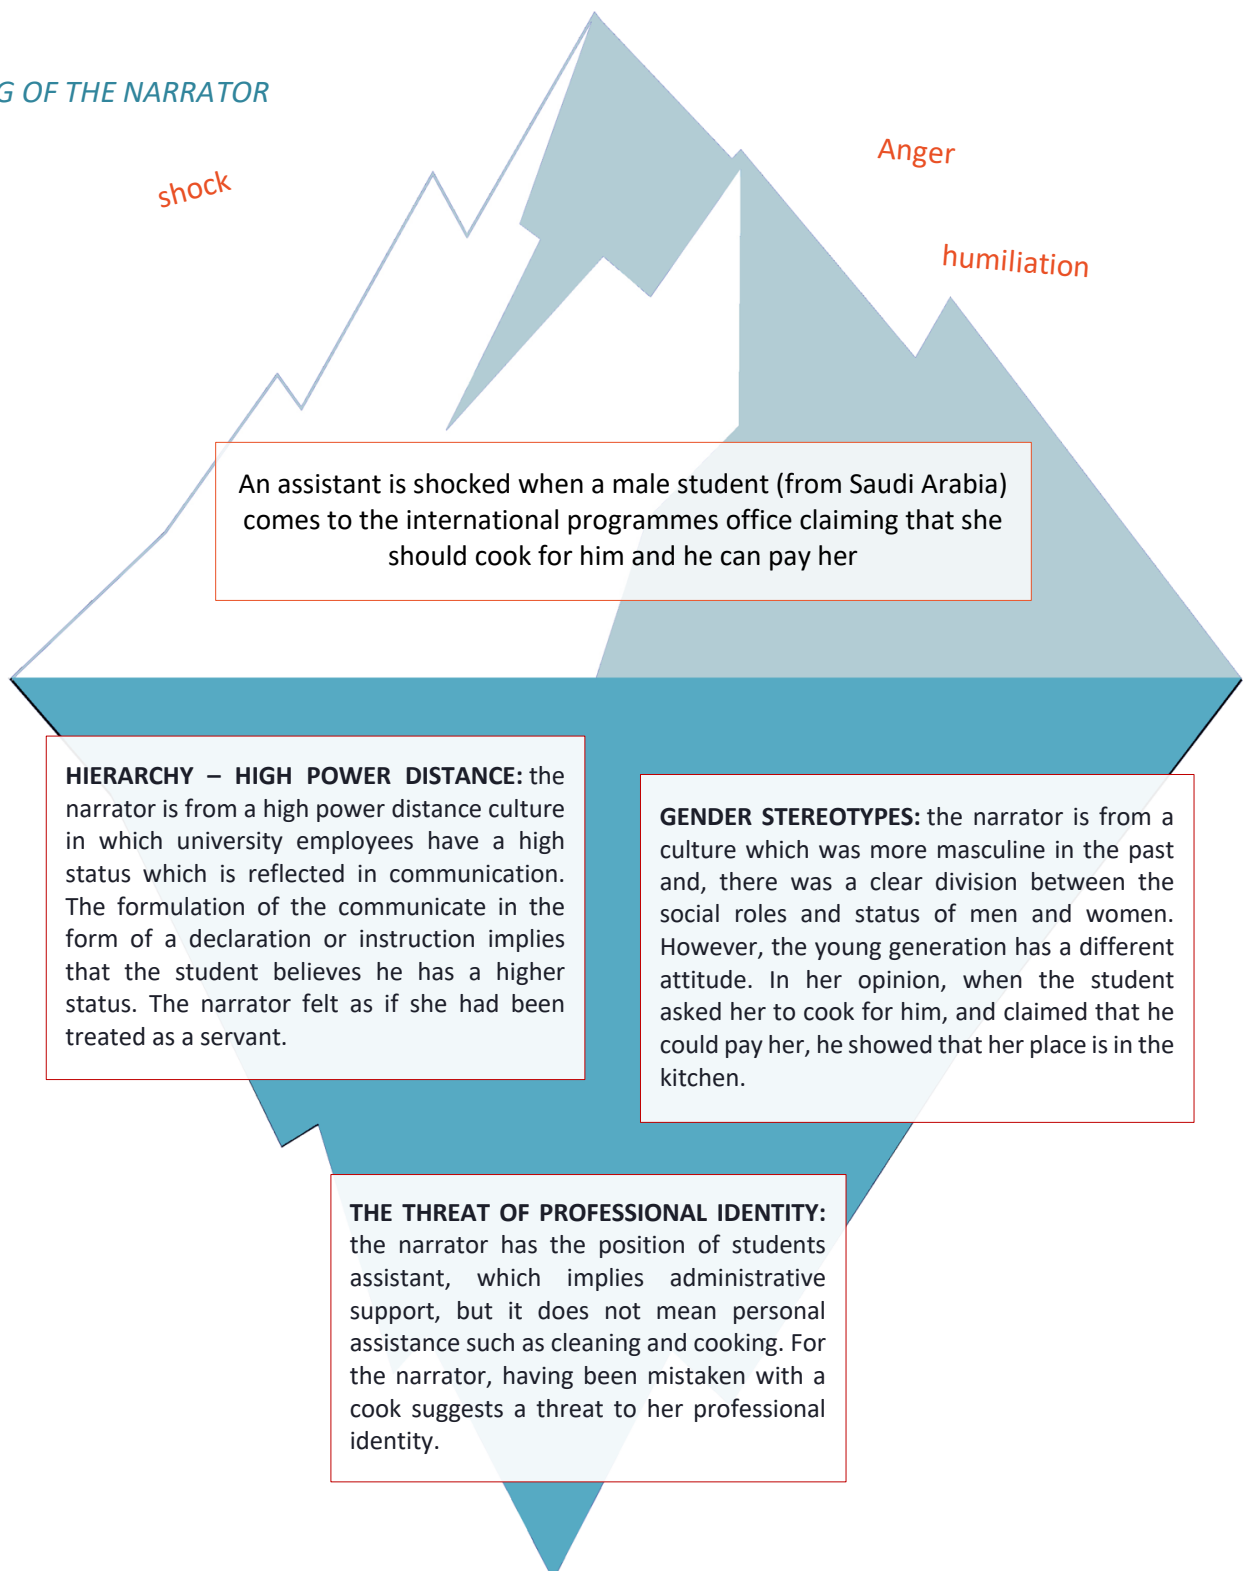 G OF THE NARRATOR
shock
Anger
humiliation
An assistant is shocked when a male student (from Saudi Arabia)
comes to the international programmes office claiming that she
should cook for him and he can pay her
HIERARCHY – HIGH POWER DISTANCE: the
narrator is from a high power distance culture
in which university employees have a high
status which is reflected in communication.
The formulation of the communicate in the
form of a declaration or instruction implies
that the student believes he has a higher
status. The narrator felt as if she had been
treated as a servant.
GENDER STEREOTYPES: the narrator is from a
culture which was more masculine in the past
and, there was a clear division between the
social roles and status of men and women.
However, the young generation has a different
attitude. In her opinion, when the student
asked her to cook for him, and claimed that he
could pay her, he showed that her place is in the
kitchen.
THE THREAT OF PROFESSIONAL IDENTITY:
the narrator has the position of students
assistant, which implies administrative
support, but it does not mean personal
assistance such as cleaning and cooking. For
the narrator, having been mistaken with a
cook suggests a threat to her professional
identity.